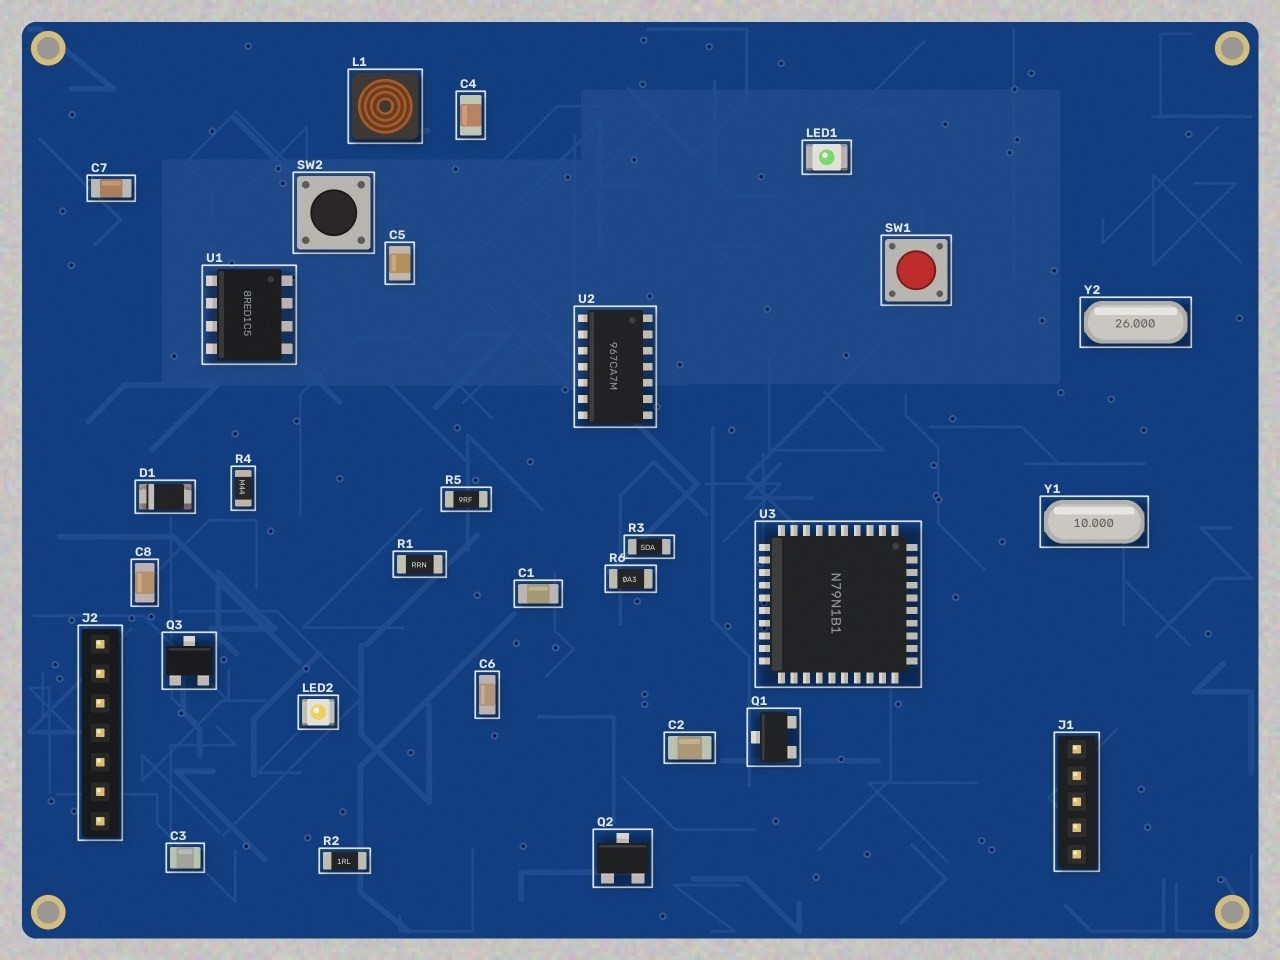 L1
C4
LED1
C7
SW2
C5
SW1
U1
8RED1C5
U2
967CA7M
Y2
26.000
D1
R4
M44
R5
9RF
Y1
10.000
U3
N79N1B1
R3
5DA
R1
RRN
R6
0A3
C8
C1
J2
Q3
C6
LED2
Q1
C2
J1
Q2
C3
R2
1RL